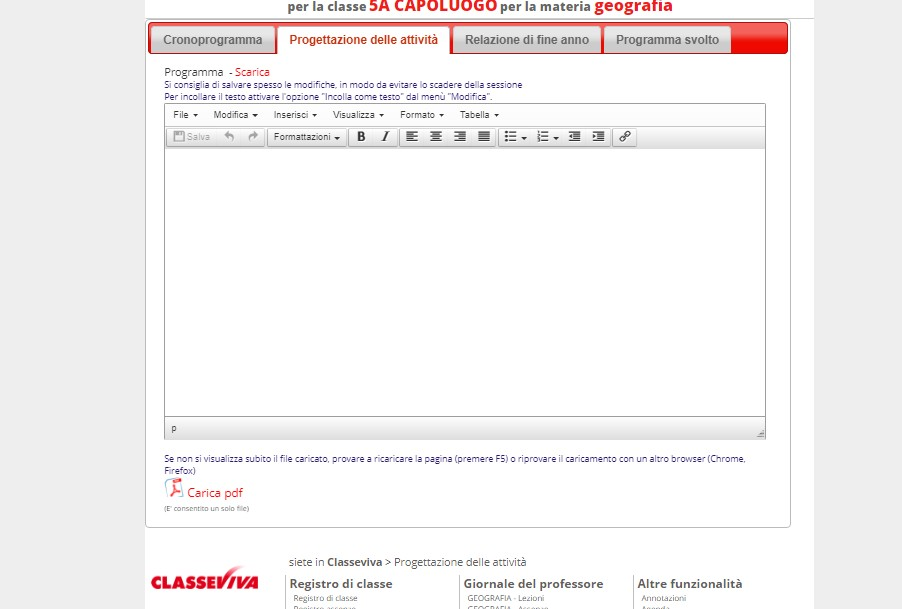 per la classe 5A CAPOLUOGO per la materia geografia
Cronoprogramma Progettazione delle attività Relazione di fine anno Programma svolto
Programma - Scarica
Si consiglia di salvare spesso le modifiche, in modo da evitare lo scadere della sessione
Per incollare il testo attivare l'opzione "Incolla come testo" dal menù "Modifica".
File Modifica Inserisci Visualizza Formato Tabella
Salva Formattazioni B I
p
Se non si visualizza subito il file caricato, provare a ricaricare la pagina (premere F5) o riprovare il caricamento con un altro browser (Chrome,
Firefox)
Carica pdf
(E' consentito un solo file)
siete in Classeviva > Progettazione delle attività
CLASSEVIVA Registro di classe Giornale del professore Altre funzionalità
Registro di classe GEOGRAFIA - Lezioni Annotazioni
Registro assenze GEOGRAFIA - Assenze Agenda